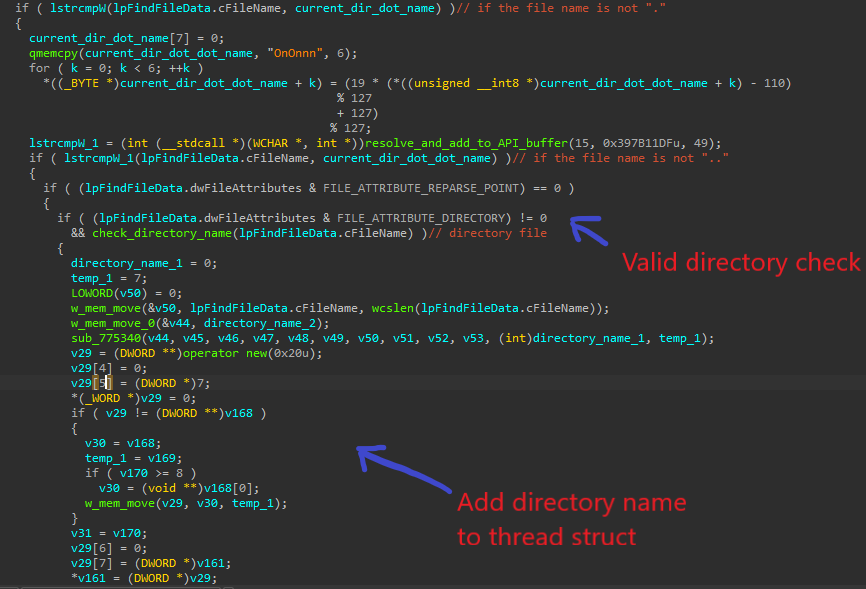 if ( lstrcmpW(lpFindFileData.cFileName, current_dir_dot_name) )// if the file name is not "."
{
current_dir_dot_name[7] = 0;
qmemcpy(current_dir_dot_dot_name, "OnOnnn", 6);
for ( k = 0; k < 6; ++k )
*((_BYTE *)current_dir_dot_dot_name + k) = (19 * (*((unsigned __int8 *)current_dir_dot_dot_name + k) - 110)
% 127
+ 127)
% 127;
lstrcmpW_1 = (int (__stdcall *)(WCHAR *, int *))resolve_and_add_to_API_buffer(15, 0x397B11DFu, 49);
if ( lstrcmpW_1(lpFindFileData.cFileName, current_dir_dot_dot_name) )// if the file name is not ".."
{
if ( (lpFindFileData.dwFileAttributes & FILE_ATTRIBUTE_REPARSE_POINT) == 0 )
{
if ( (lpFindFileData.dwFileAttributes & FILE_ATTRIBUTE_DIRECTORY) != 0
&& check_directory_name(lpFindFileData.cFileName) )// directory file
Valid directory check
{
directory_name_1 = 0;
temp_1 = 7;
LOWORD(v50) = 0;
w_mem_move(&v50, lpFindFileData.cFileName, wcslen(lpFindFileData.cFileName));
w_mem_move_0(&v44, directory_name_2);
sub_775340(v44, v45, v46, v47, v48, v49, v50, v51, v52, v53, (int)directory_name_1, temp_1);
v29 = (DWORD **)operator new(0x20u);
v29[4] = 0;
v29[5] = (DWORD *)7;
*(_WORD *)v29 = 0;
if ( v29 != (DWORD **)v168 )
{
v30 = v168;
temp_1 = v169;
if ( v170 >= 8 )
v30 = (void **)v168[0];
w_mem_move(v29, v30, temp_1);
Add directory name
to thread struct
}
v31 = v170;
v29[6] = 0;
v29[7] = (DWORD *)v161;
*v161 = (DWORD *)v29;